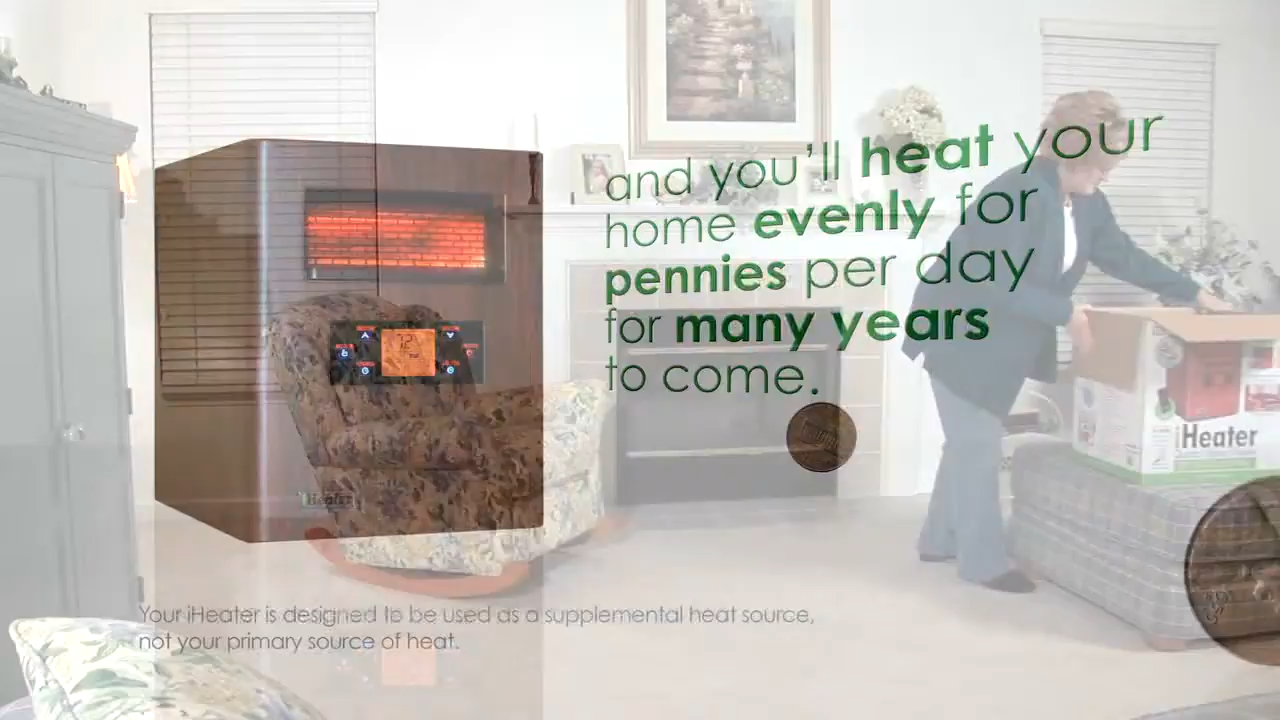 and you'll heat your
home evenly for
pennies per day
for many years
to come.
iHeater
iHeater
Your iHeater is designed to be used as a supplemental heat source,
not your primary source of heat.